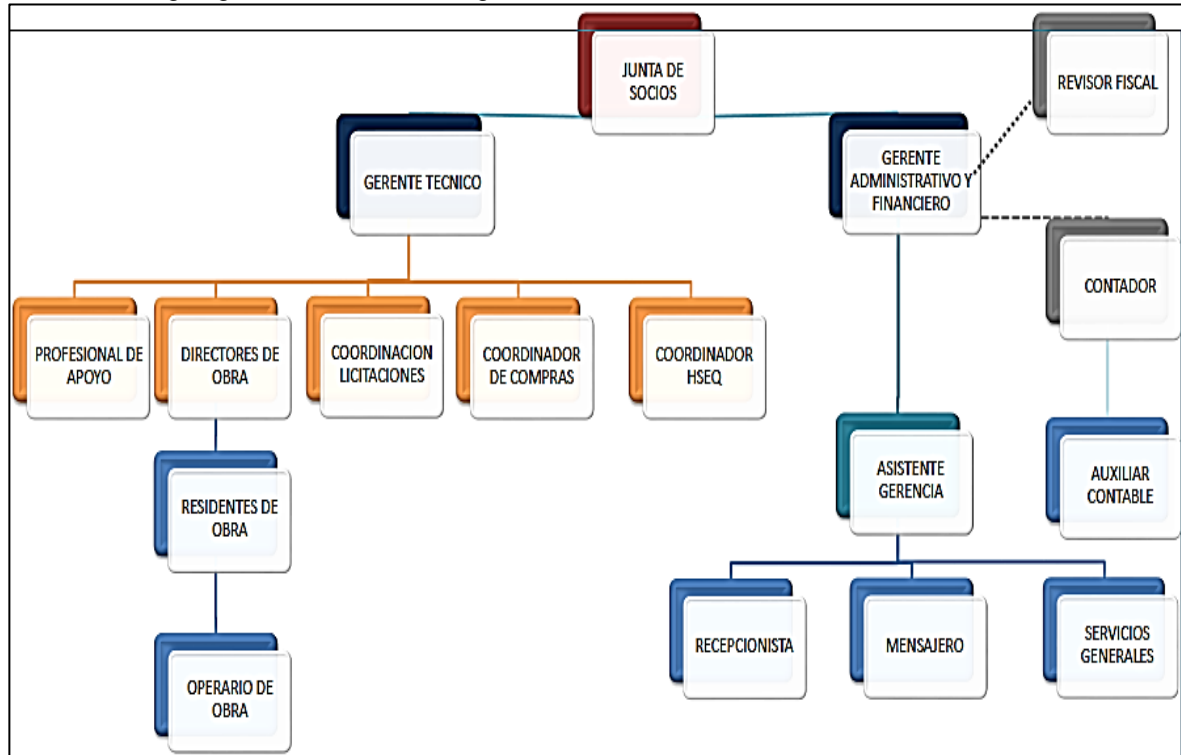 JUNTA DE
SOCIOS
REVISOR FISCAL
GERENTE TECNICO
GERENTE
ADMINISTRATIVO Y
FINANCIERO
CONTADOR
PROFESIONAL DE
APOYO
DIRECTORES DE
OBRA
COORDINACION
LICITACIONES
COORDINADOR
DE COMPRAS
COORDINADOR
HSEQ
ASISTENTE
GERENCIA
AUXILIAR
CONTABLE
RESIDENTES DE
OBRA
RECEPCIONISTA
MENSAJERO
SERVICIOS
GENERALES
OPERARIO DE
OBRA